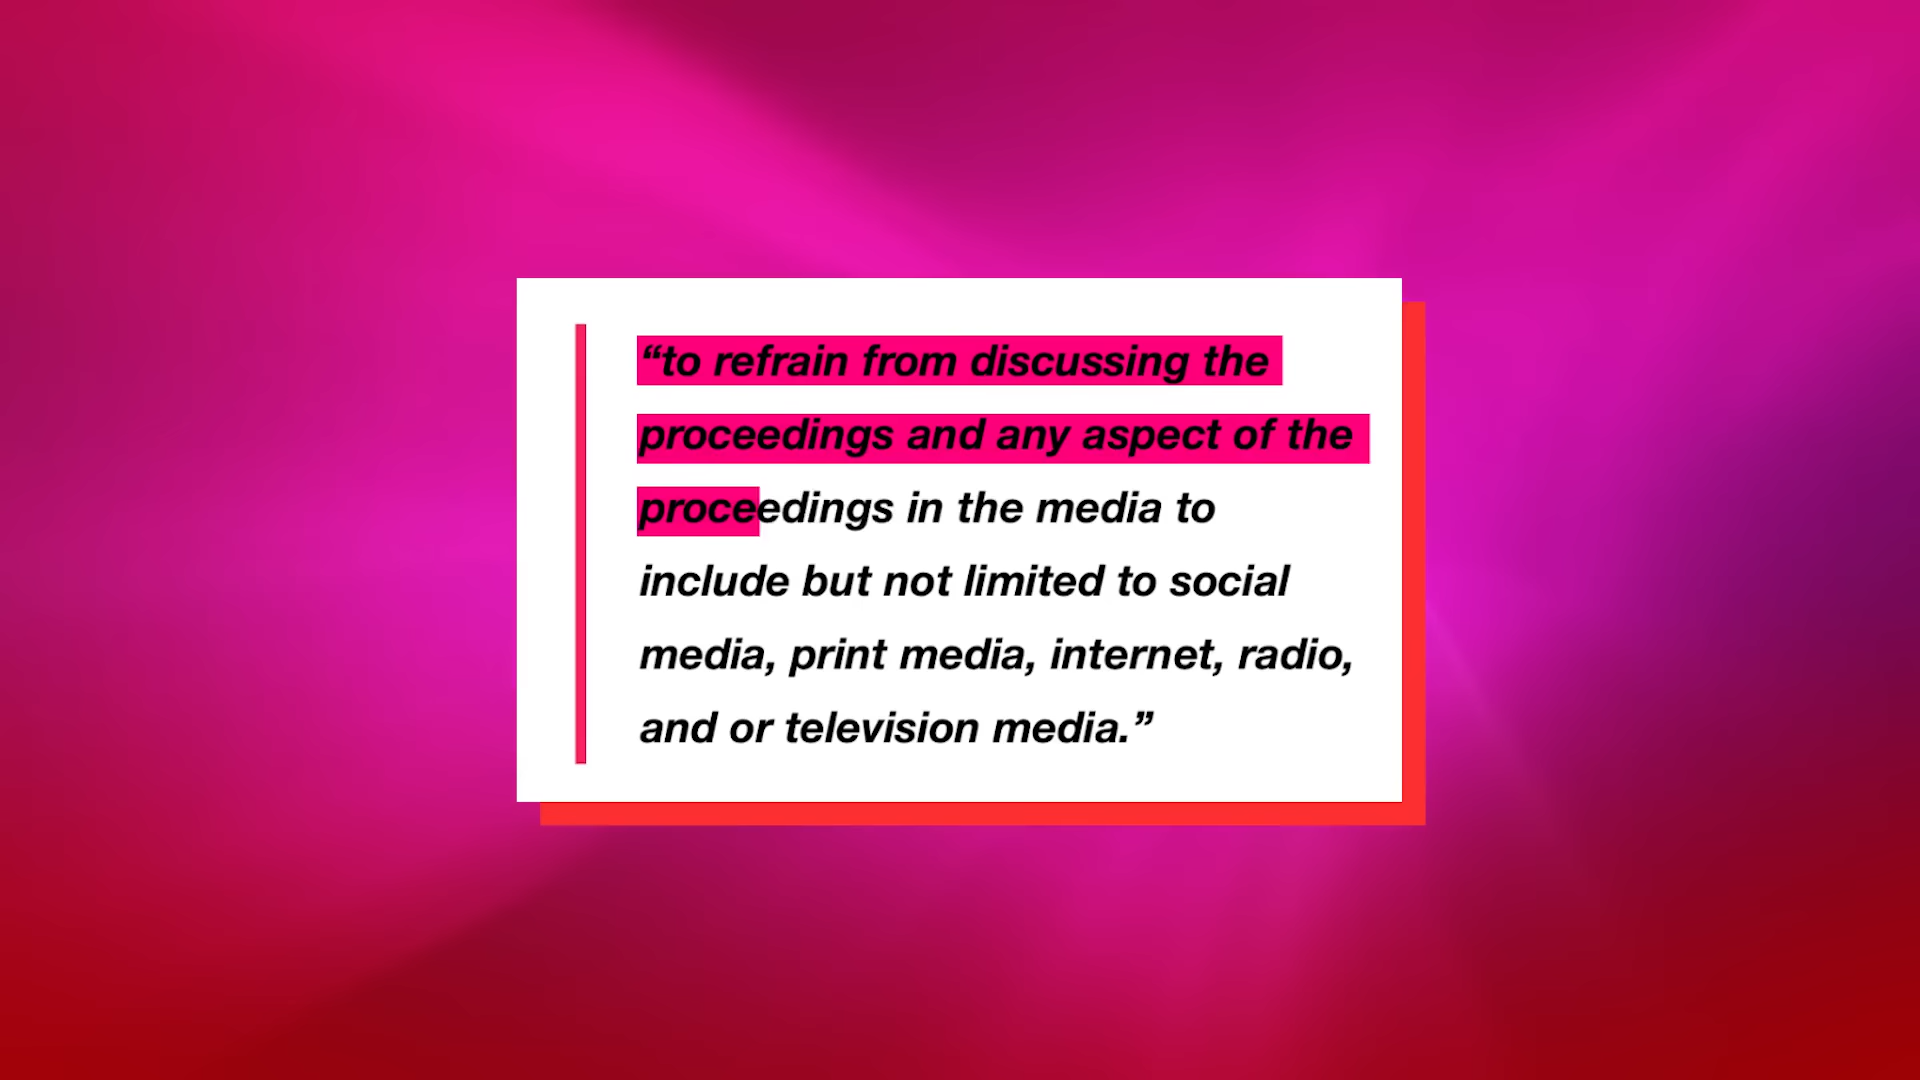 “to refrain from discussing the
proceedings and any aspect of the
proceedings in the media to
include but not limited to social
media, print media, internet, radio,
and or television media.”